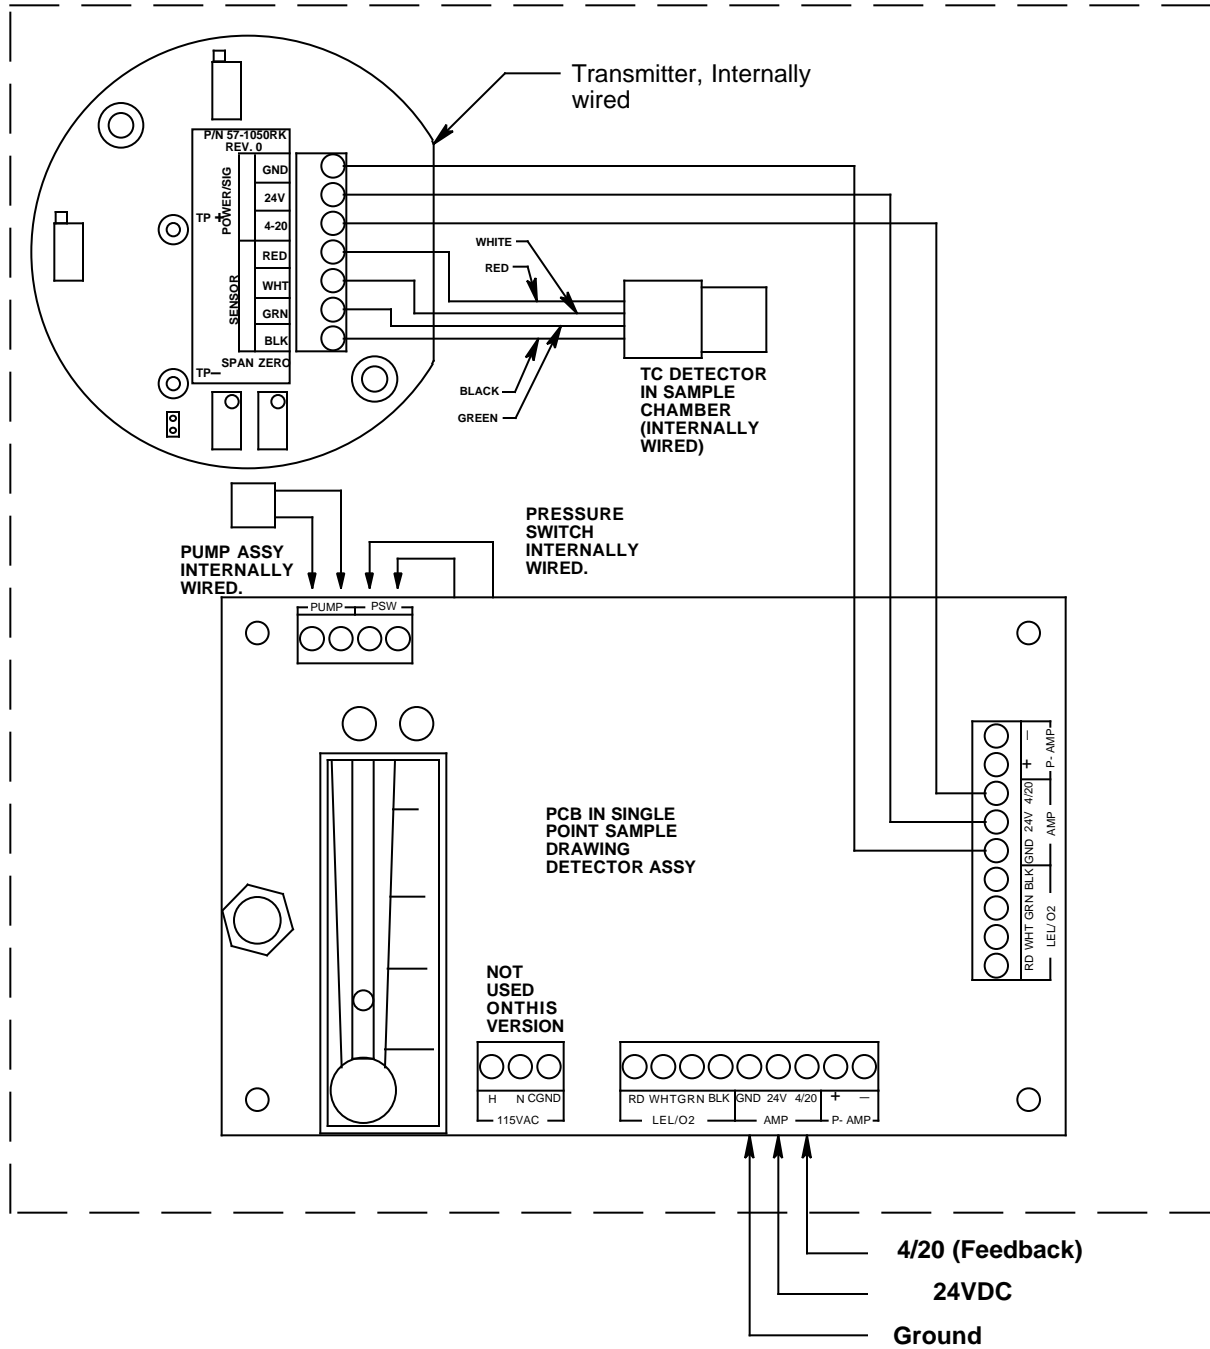 Transmitter, Internally
wired
P/N 57-1050RK
REV. 0
POWER/SIG
GND
24V
4-20
TP +
SENSOR
RED
WHT
GRN
BLK
SPAN ZERO
TP–
WHITE
RED
BLACK
GREEN
TC DETECTOR
IN SAMPLE
CHAMBER
(INTERNALLY
WIRED)
PUMP ASSY
INTERNALLY
WIRED.
PRESSURE
SWITCH
INTERNALLY
WIRED.
PUMP PSW
PCB IN SINGLE
POINT SAMPLE
DRAWING
DETECTOR ASSY
RD WHT GRN BLK GND 24V 4/20 + –
LEL/O2 AMP P- AMP
NOT
USED
ONTHIS
VERSION
H N CGND
115VAC
RD WHTGRN BLK GND 24V 4/20 + –
LEL/O2 AMP P- AMP
4/20 (Feedback)
24VDC
Ground